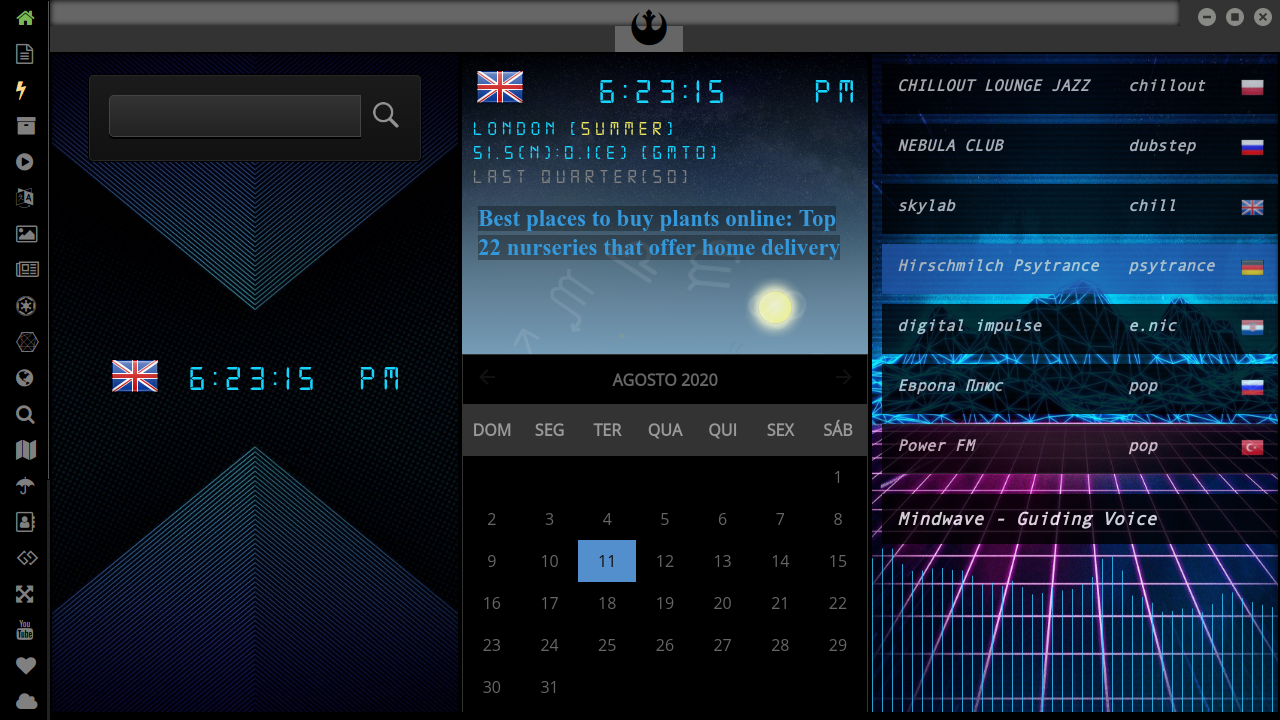 6:23:15 PM
6:23:15 PM
LONDON (SUMMER)
51.5(N):0.1(E) (GMT0)
LAST QUARTER(50)
Best places to buy plants online: Top
22 nurseries that offer home delivery
AGOSTO 2020
DOM SEG TER QUA QUI SEX SÁB
1
2 3 4 5 6 7 8
9 10 11 12 13 14 15
16 17 18 19 20 21 22
23 24 25 26 27 28 29
30 31
CHILLOUT LOUNGE JAZZ chillout
NEBULA CLUB dubstep
skylab chill
Hirschmilch Psytrance psytrance
digital impulse e.nic
Европа Плюс pop
Power FM pop
Mindwave - Guiding Voice
You
Tube